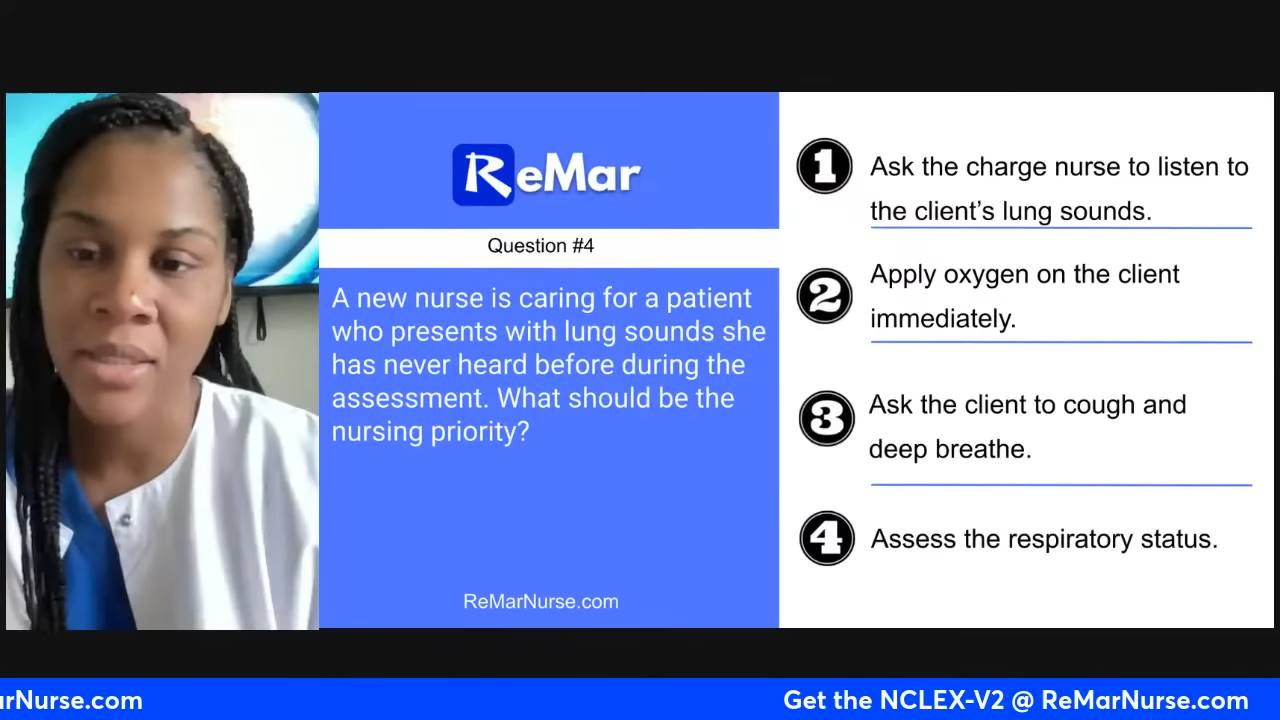 ReMar
Question #4
A new nurse is caring for a patient
who presents with lung sounds she
has never heard before during the
assessment. What should be the
nursing priority?
ReMarNurse.com
1
Ask the charge nurse to listen to
the client’s lung sounds.
2
Apply oxygen on the client
immediately.
3
Ask the client to cough and
deep breathe.
4
Assess the respiratory status.
arNurse.com
Get the NCLEX-V2 @ ReMarNurse.com